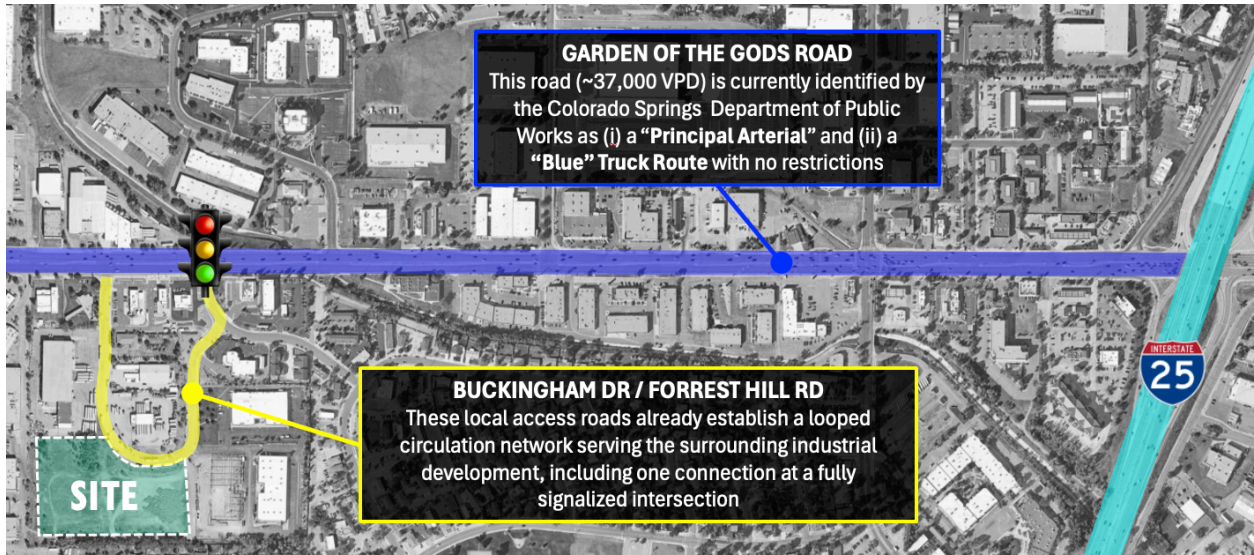 GARDEN OF THE GODS ROAD
This road (~37,000 VPD) is currently identified by
the Colorado Springs Department of Public
Works as (i) a “Principal Arterial” and (ii) a
“Blue” Truck Route with no restrictions
INTERSTATE
25
BUCKINGHAM DR / FORREST HILL RD
These local access roads already establish a looped
circulation network serving the surrounding industrial
development, including one connection at a fully
signalized intersection
SITE